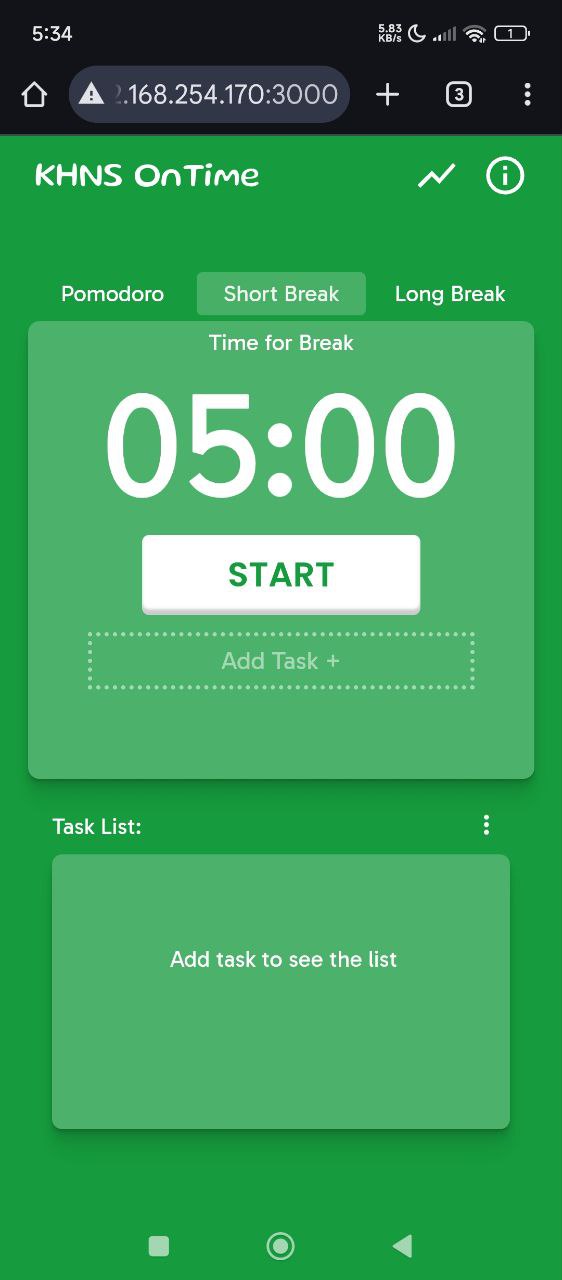 5:34
5.83
KB/s
1
2.168.254.170:3000
3
KHNS OnTime
Pomodoro Short Break Long Break
Time for Break
05:00
START
Add Task +
Task List:
Add task to see the list